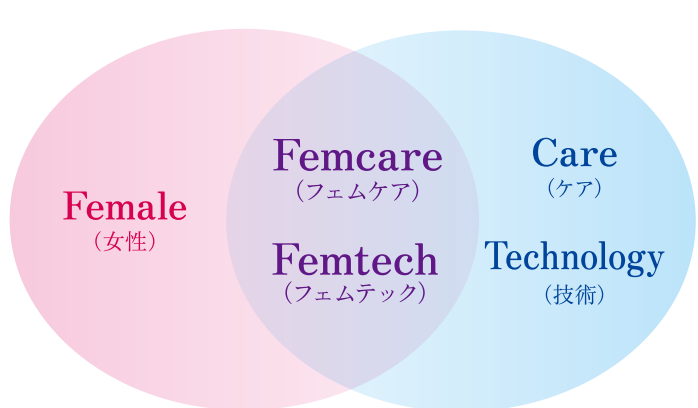 Female
（女性）
Femcare
（フェムケア）
Femtech
（フェムテック）
Care
（ケア）
Technology
（技術）